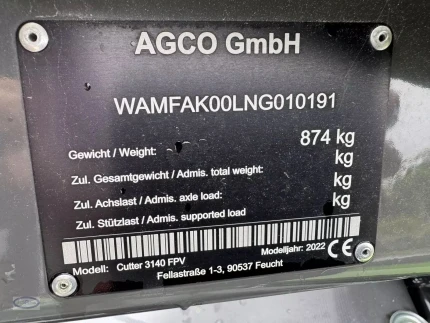 AGCO GmbH
WAMFAK00LNG010191
Gewicht / Weight: 874 kg
Zul. Gesamtgewicht / Admis. total weight: kg
Zul. Achslast / Admis. axle load: kg
Zul. Stützlast / Admis. supported load kg
Modell: Cutter 3140 FPV Modelljahr: 2022 CE
Fellastraße 1-3, 90537 Feucht